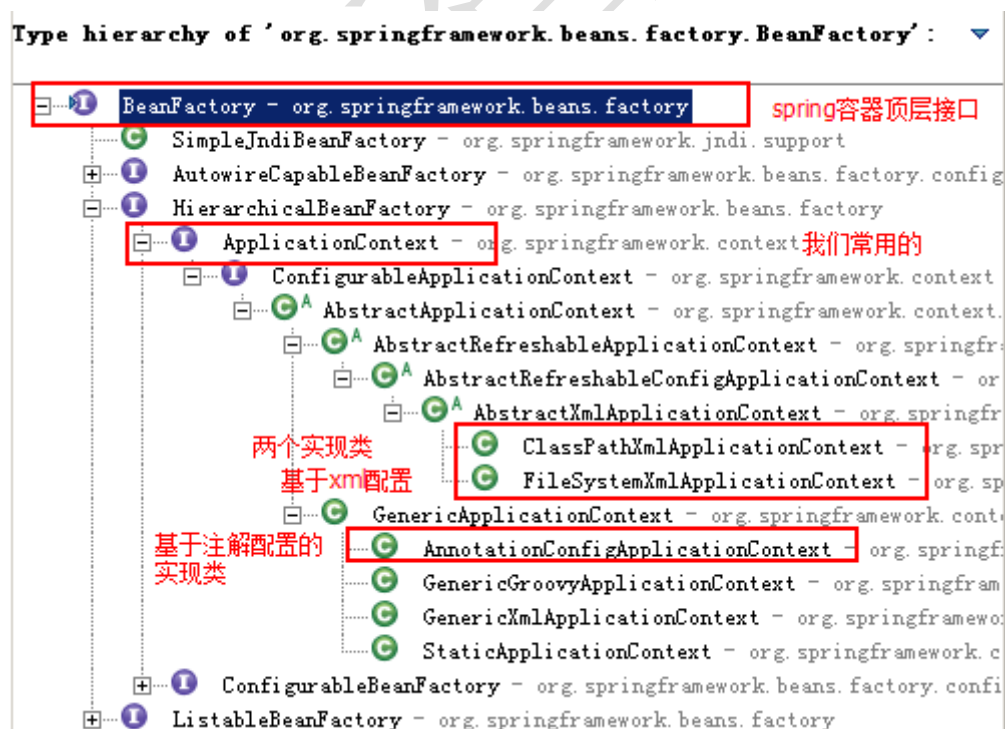 Type hierarchy of 'org.springframework.beans.factory.BeanFactory':
BeanFactory - org.springframework.beans.factory spring容器顶层接口
SimpleJndiBeanFactory - org.springframework.jndi.support
AutowireCapableBeanFactory - org.springframework.beans.factory.config
HierarchicalBeanFactory - org.springframework.beans.factory
ApplicationContext - org.springframework.context 我们常用的
ConfigurableApplicationContext - org.springframework.context
AbstractApplicationContext - org.springframework.context.
AbstractRefreshableApplicationContext - org.springfr
AbstractRefreshableConfigApplicationContext - or
AbstractXmlApplicationContext - org.springfr
两个实现类 ClassPathXmlApplicationContext - org.spr
基于xml配置 FileSystemXmlApplicationContext - org.sp
GenericApplicationContext - org.springframework.cont
基于注解配置的 AnnotationConfigApplicationContext - org.springf
实现类 GenericGroovyApplicationContext - org.springfram
GenericXmlApplicationContext - org.springframewo
StaticApplicationContext - org.springframework.c
ConfigurableBeanFactory - org.springframework.beans.factory.confi
ListableBeanFactory - org.springframework.beans.factory